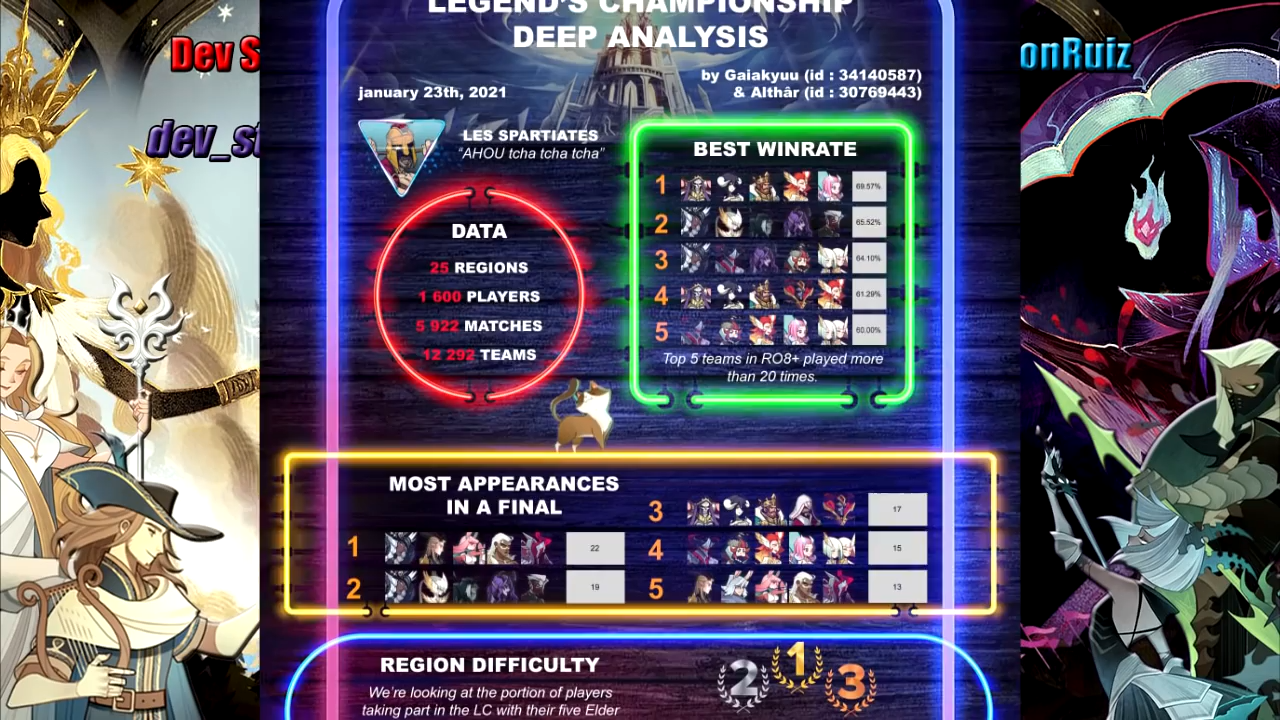 LEGEND'S CHAMPIONSHIP
DEEP ANALYSIS
Dev S
dev_st
onRuiz
january 23th, 2021
by Gaiakyuu (id : 34140587)
& Althâr (id : 30769443)
LES SPARTIATES
"AHOU tcha tcha tcha"
DATA
25 REGIONS
1 600 PLAYERS
5 922 MATCHES
12 292 TEAMS
BEST WINRATE
1 69.57%
2 65.52%
3 64.10%
4 61.29%
5 60.00%
Top 5 teams in RO8+ played more
than 20 times.
MOST APPEARANCES
IN A FINAL
1 22
2 19
3 17
4 15
5 13
REGION DIFFICULTY
We're looking at the portion of players
taking part in the LC with their five Elder
2 1 3